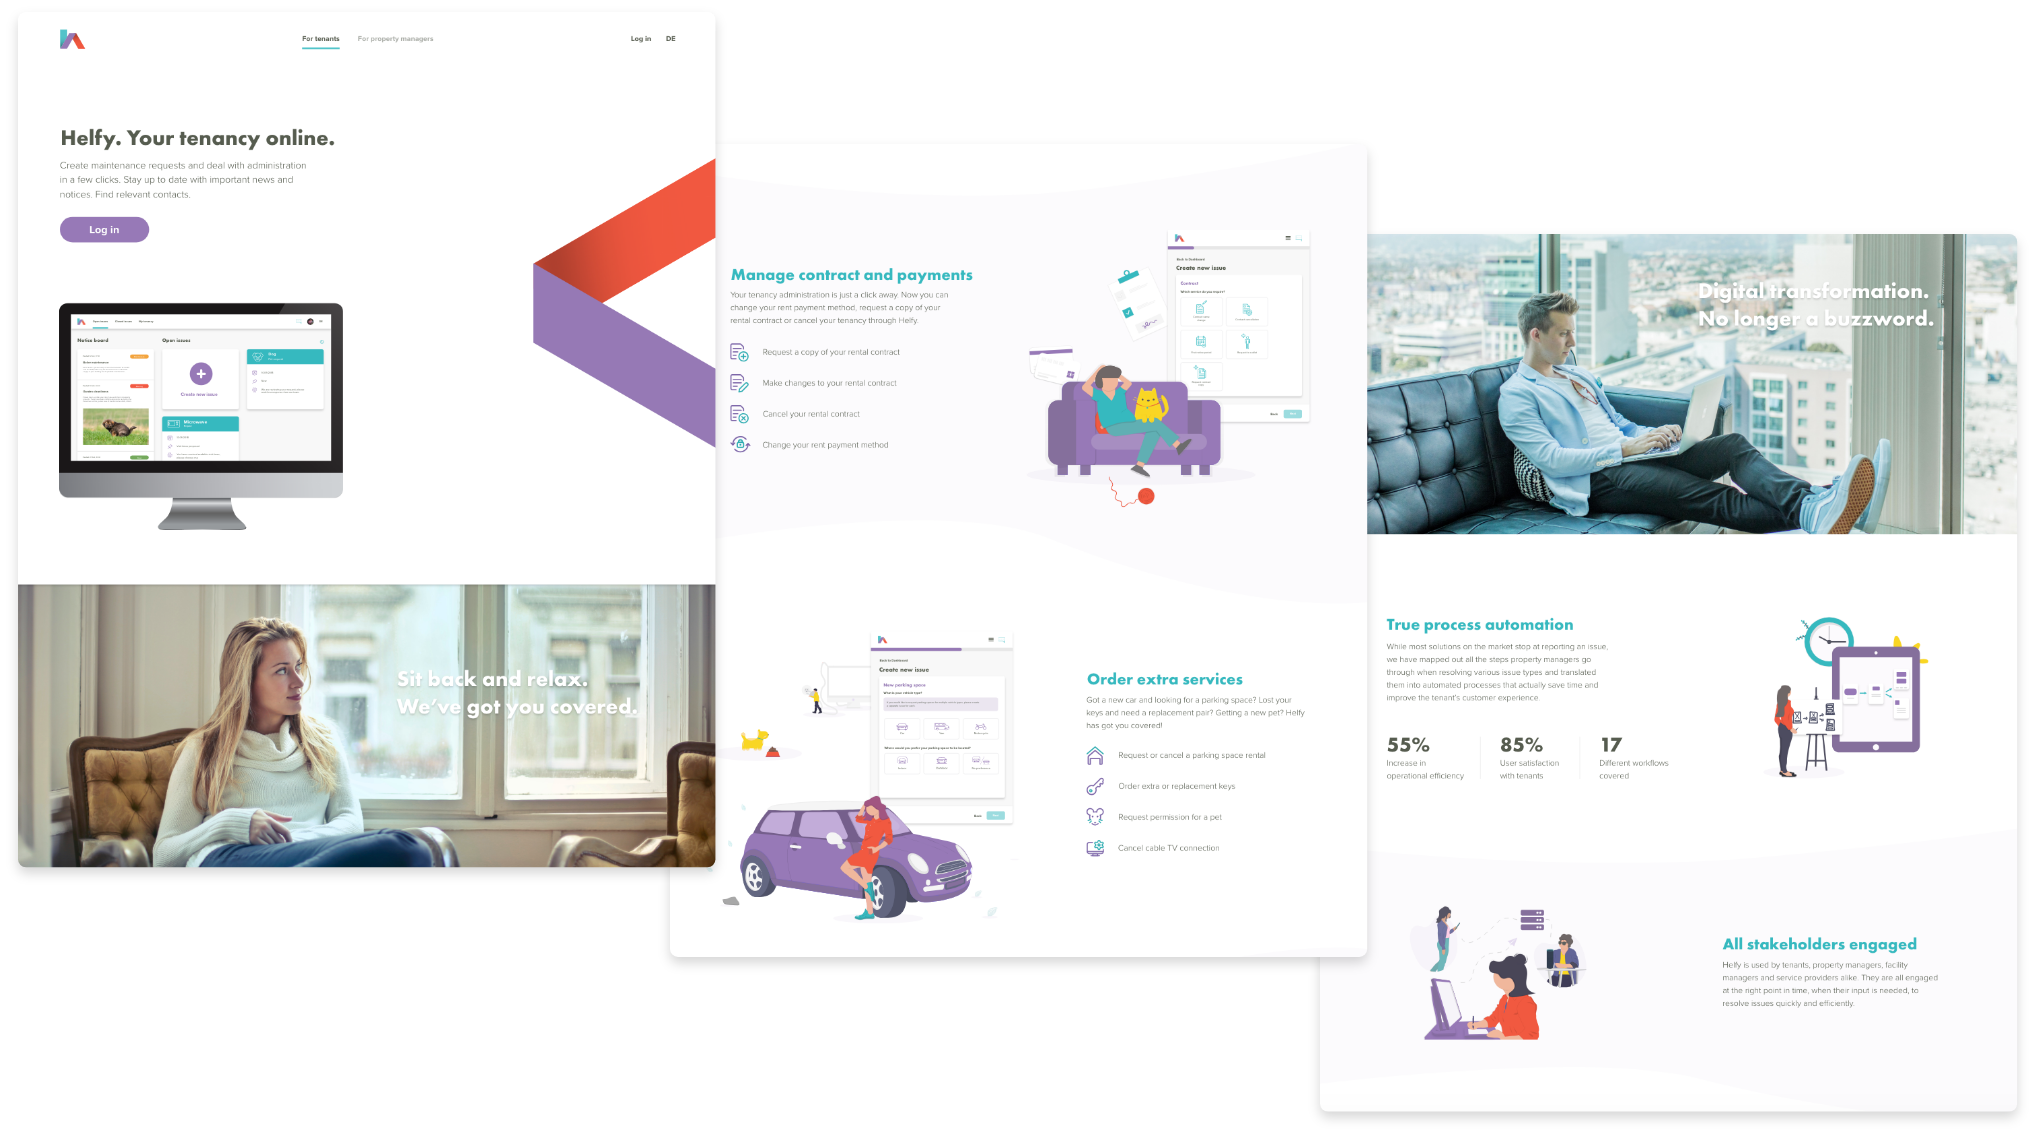 For tenants
For property managers
Log in
DE
Helfy. Your tenancy online.
Create maintenance requests and deal with administration
in a few clicks. Stay up to date with important news and
notices. Find relevant contacts.
Log in
Notice board
Open issues
Create new issue
Microwave
Sit back and relax.
We've got you covered.
Manage contract and payments
Your tenancy administration is just a click away. Now you can
change your rent payment method, request a copy of your
rental contract or cancel your tenancy through Helfy.
Request a copy of your rental contract
Make changes to your rental contract
Cancel your rental contract
Change your rent payment method
Back to Dashboard
Create new issue
Contract
Back to Dashboard
Create new issue
New parking space
Order extra services
Got a new car and looking for a parking space? Lost your
keys and need a replacement pair? Getting a new pet? Helfy
has got you covered!
Request or cancel a parking space rental
Order extra or replacement keys
Request permission for a pet
Cancel cable TV connection
Digital transformation.
No longer a buzzword.
True process automation
While most solutions on the market stop at reporting an issue,
we have mapped out all the steps property managers go
through when resolving various issue types and translated
them into automated processes that actually save time and
improve the tenant's customer experience.
55%
Increase in
operational efficiency
85%
User satisfaction
with tenants
17
Different workflows
covered
All stakeholders engaged
Helfy is used by tenants, property managers, facility
managers and service providers alike. They are all engaged
at the right point in time, when their input is needed, to
resolve issues quickly and efficiently.